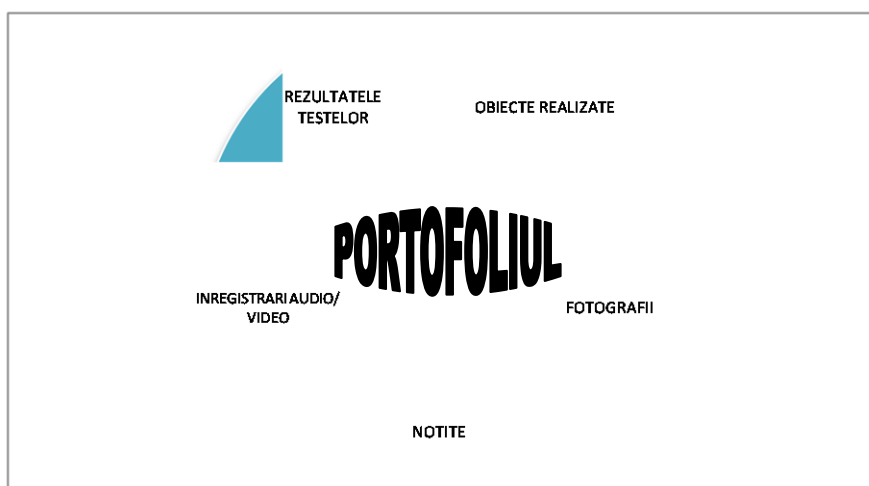 REZULTATELE
TESTELOR
OBIECTE REALIZATE
PORTOFOLIUL
INREGISTRARI AUDIO/
VIDEO
FOTOGRAFII
NOTITE